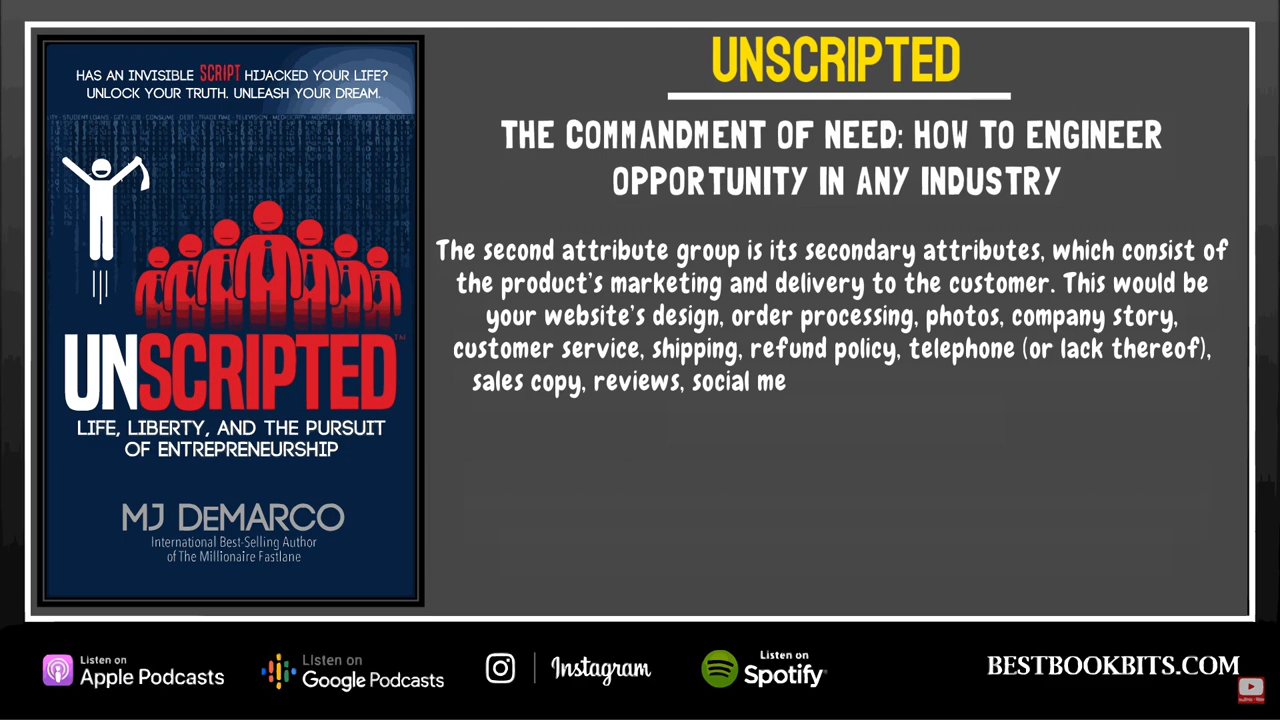 HAS AN INVISIBLE SCRIPT HIJACKED YOUR LIFE?
UNLOCK YOUR TRUTH. UNLEASH YOUR DREAM.
UNSCRIPTED™
LIFE, LIBERTY, AND THE PURSUIT
OF ENTREPRENEURSHIP
MJ DEMARCO
International Best-Selling Author
of The Millionaire Fastlane
UNSCRIPTED
THE COMMANDMENT OF NEED: HOW TO ENGINEER
OPPORTUNITY IN ANY INDUSTRY
The second attribute group is its secondary attributes, which consist of
the product's marketing and delivery to the customer. This would be
your website's design, order processing, photos, company story,
customer service, shipping, refund policy, telephone (or lack thereof),
sales copy, reviews, social me
Listen on
Apple Podcasts
Listen on
Google Podcasts
Instagram
Listen on
Spotify
BESTBOOKBITS.COM